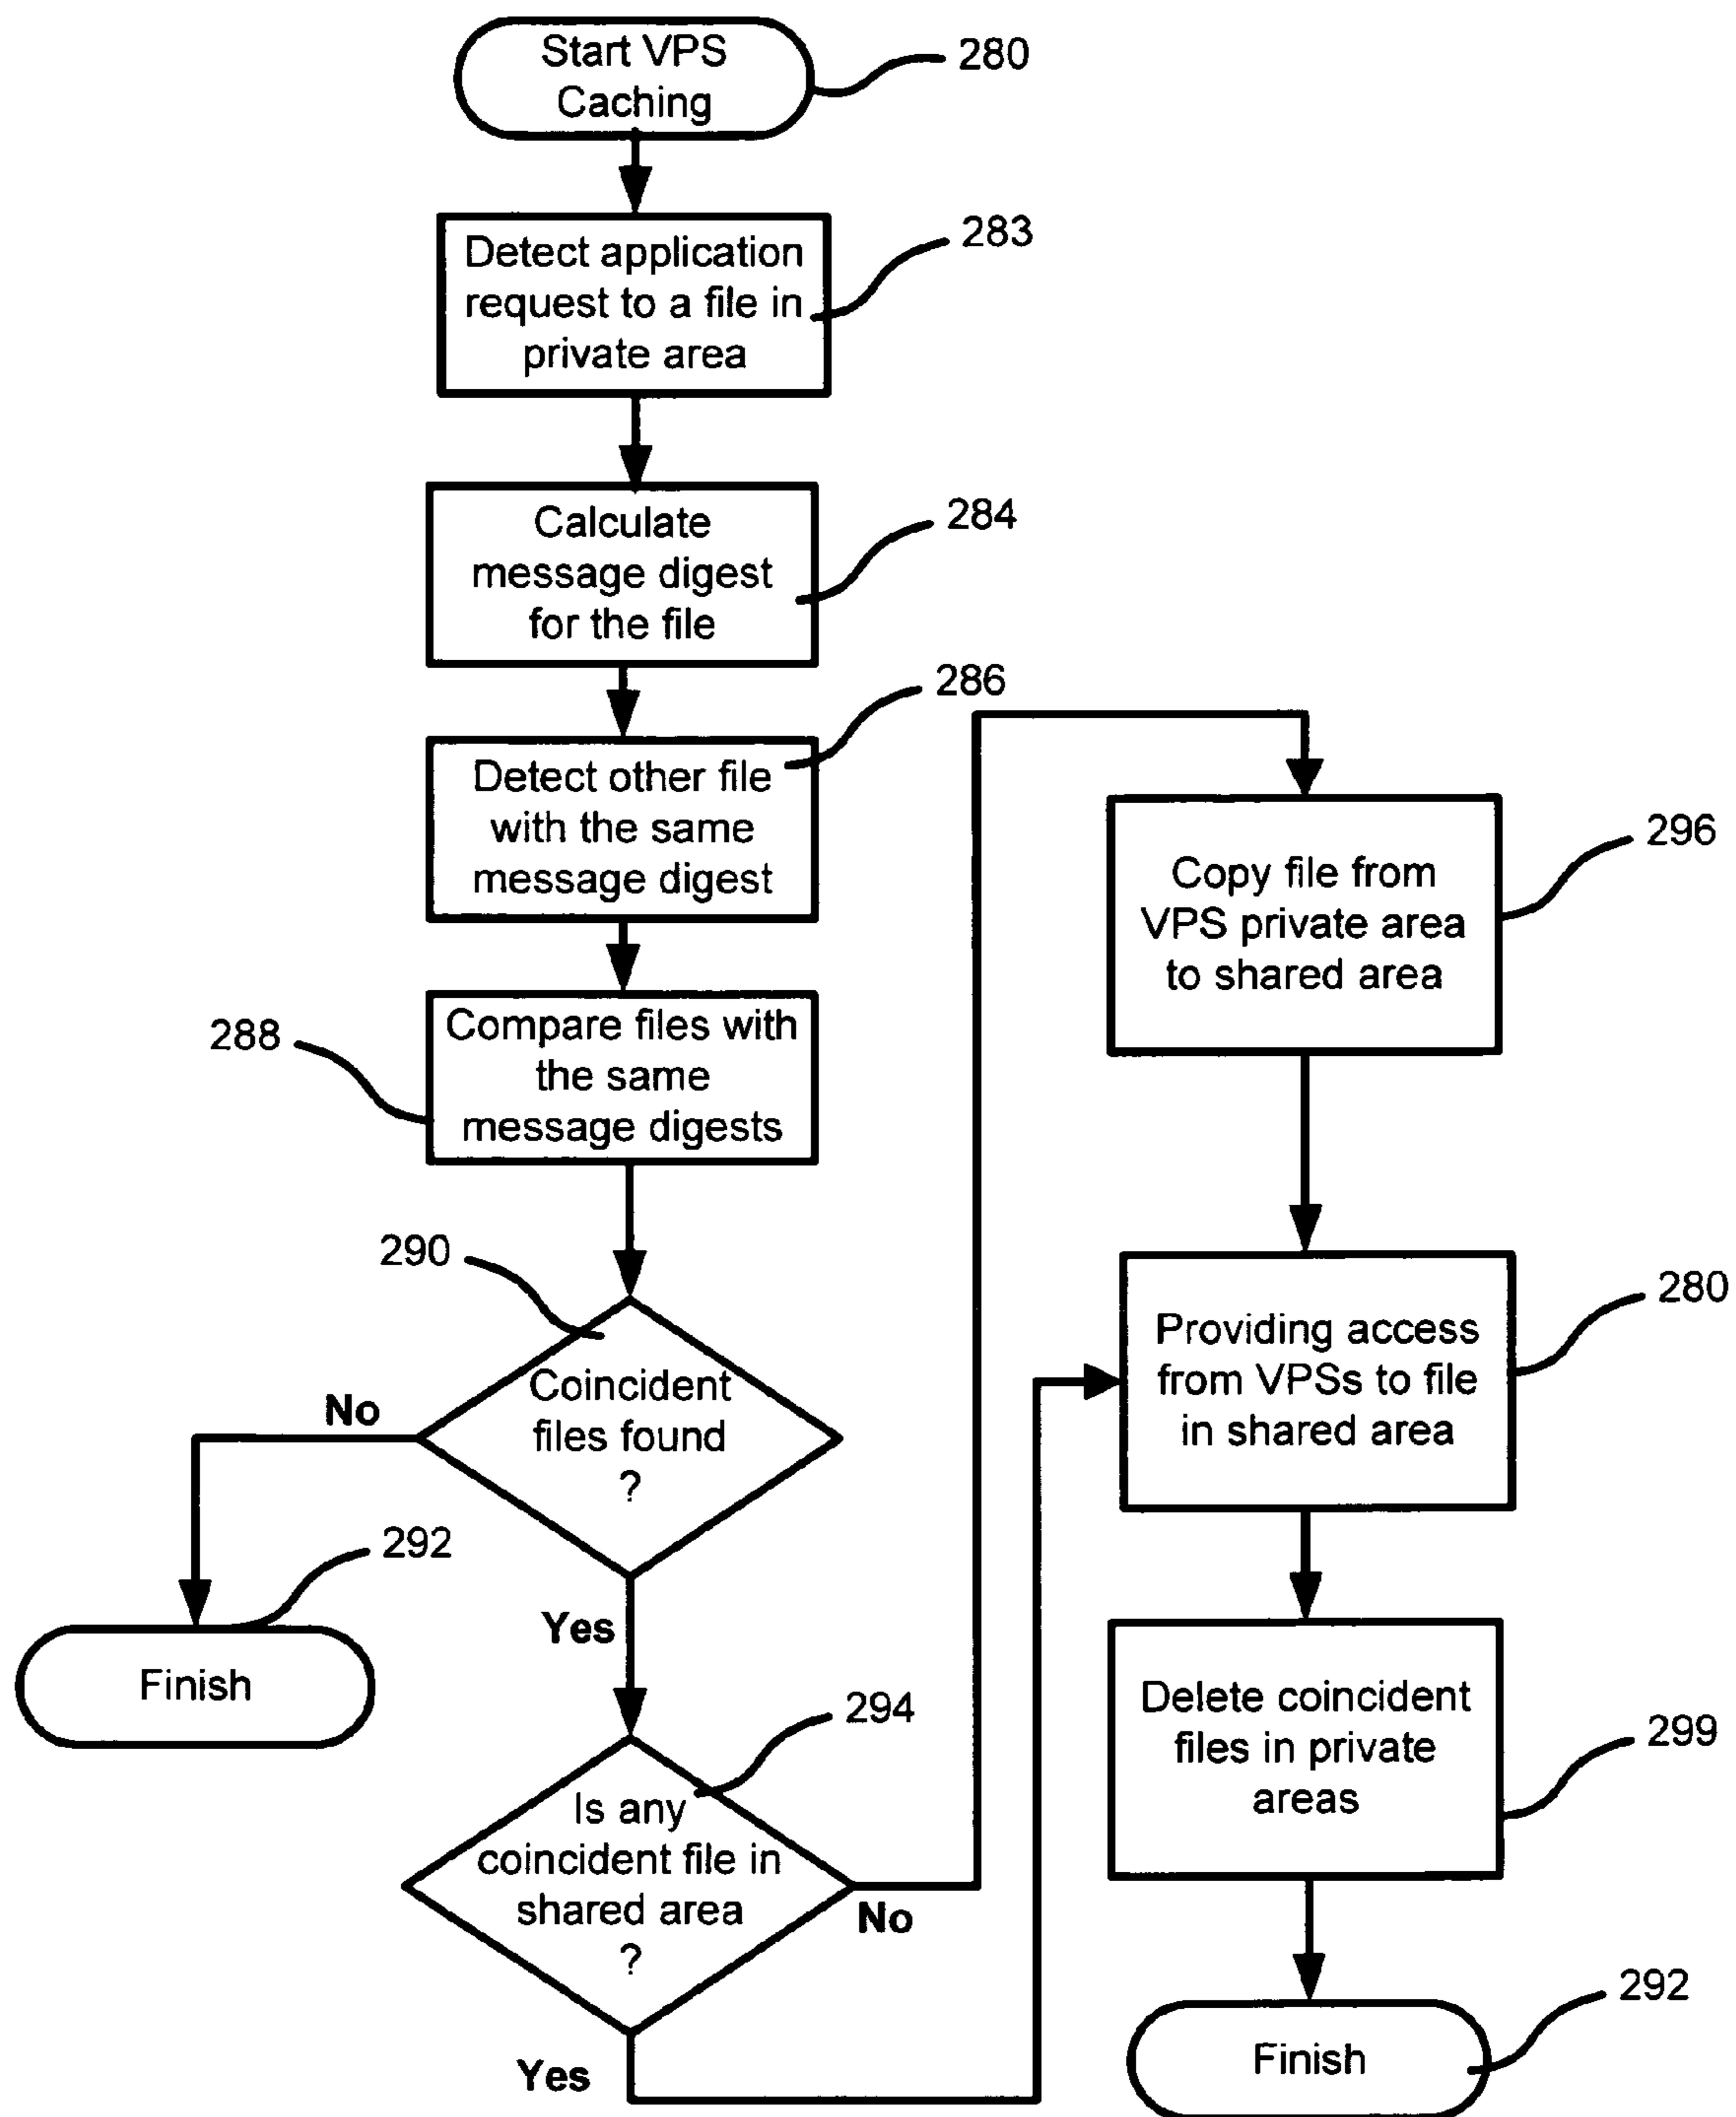 Start VPS
Caching
280
Detect application
request to a file in
private area
283
Calculate
message digest
for the file
284
Detect other file
with the same
message digest
286
Compare files with
the same
message digests
288
Coincident
files found
?
290
No
Finish
292
Yes
Is any
coincident file in
shared area
?
294
No
Yes
Copy file from
VPS private area
to shared area
296
Providing access
from VPSs to file
in shared area
280
Delete coincident
files in private
areas
299
Finish
292